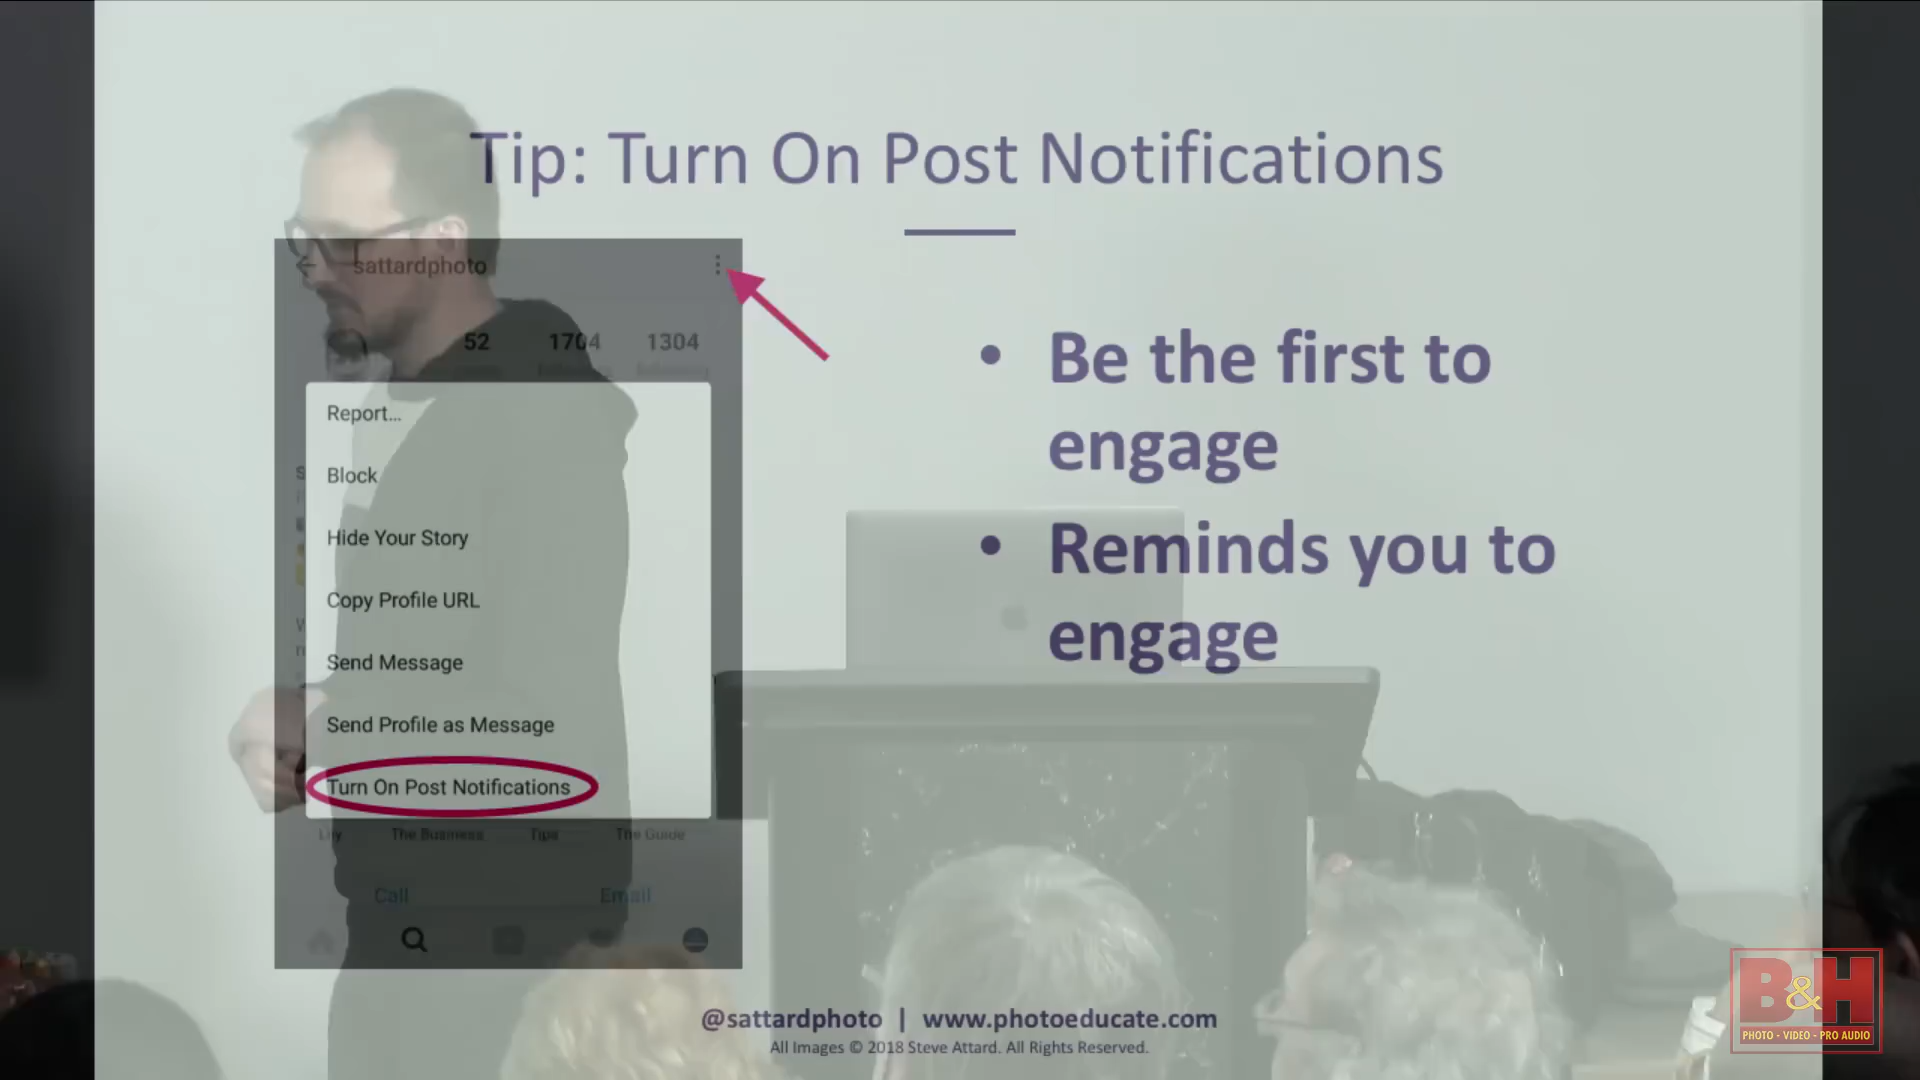 Tip: Turn On Post Notifications
sattardphoto
52 1704 1304
Report...
Block
Hide Your Story
Copy Profile URL
Send Message
Send Profile as Message
Turn On Post Notifications
The Business Tips The Guide
Call Email
• Be the first to
engage
• Reminds you to
engage
@sattardphoto | www.photoeducate.com
All Images © 2018 Steve Attard. All Rights Reserved.
B&H
PHOTO - VIDEO - PRO AUDIO